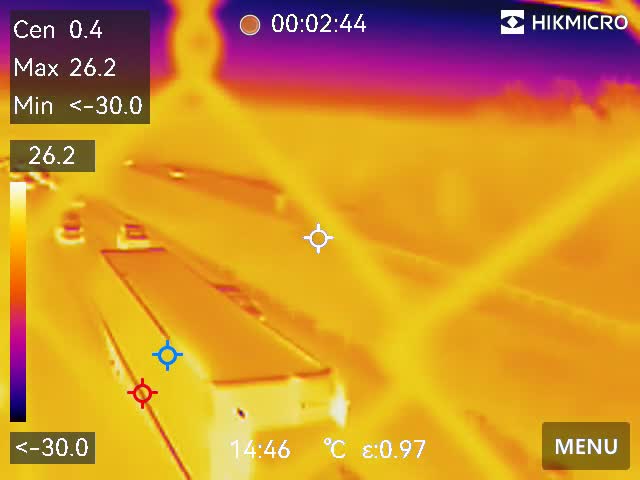 Cen 0.4
00:02:44
HIKMICRO
Max 26.2
Min <-30.0
26.2
<-30.0
14:46 ℃ ε:0.97
MENU